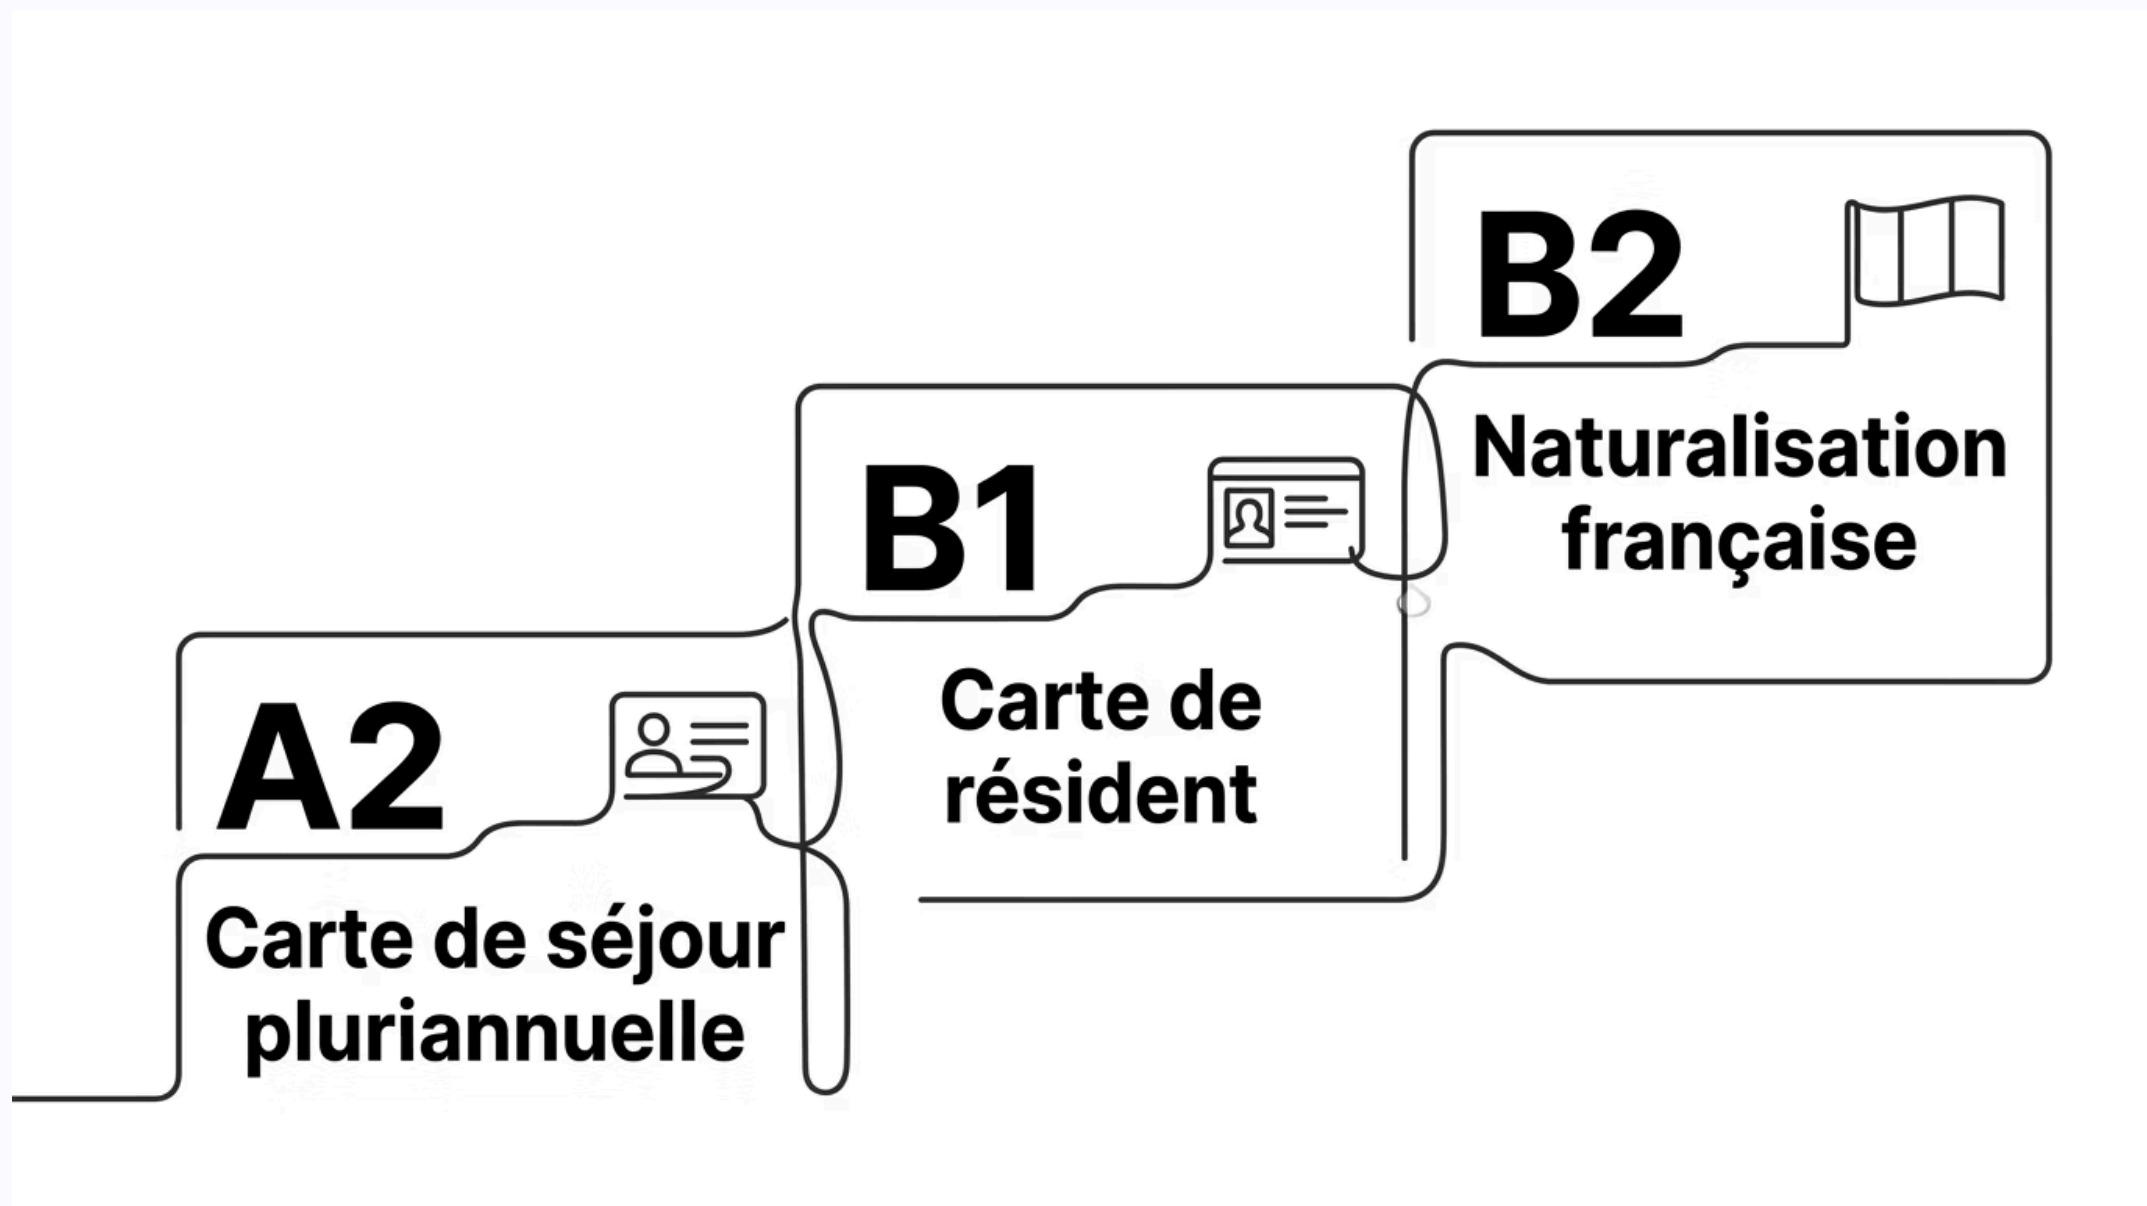 A2
Carte de séjour
pluriannuelle
B1
Carte de
résident
B2
Naturalisation
française